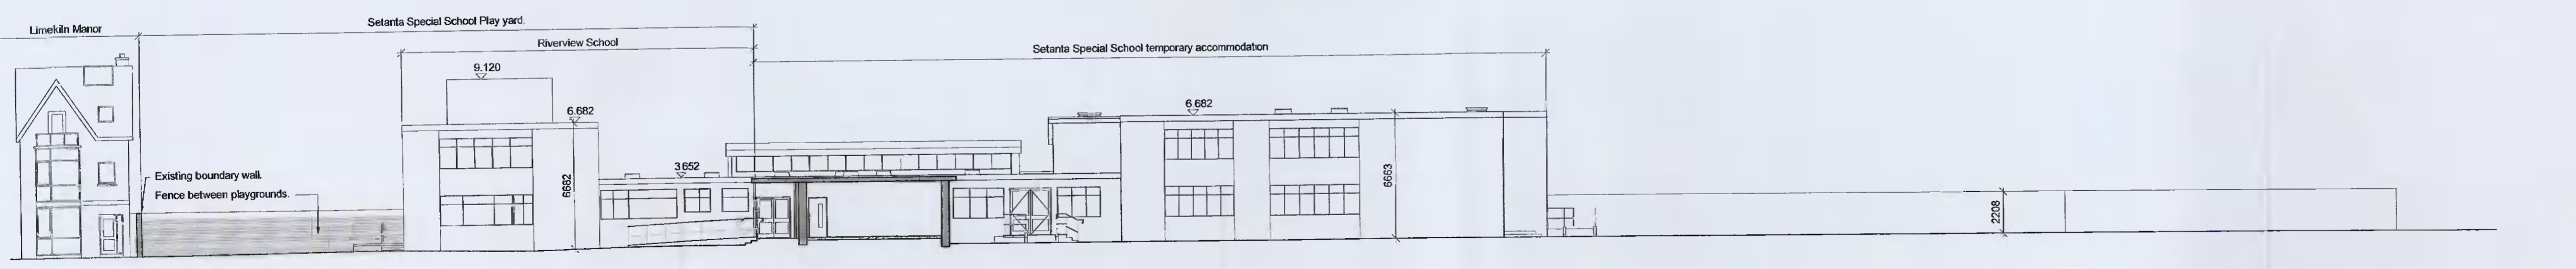 Limekiln Manor
Setanta Special School Play yard.
Riverview School
Setanta Special School temporary accommodation
9.120
6.682
6.682
3.652
6682
6663
Existing boundary wall.
Fence between playgrounds.
2208